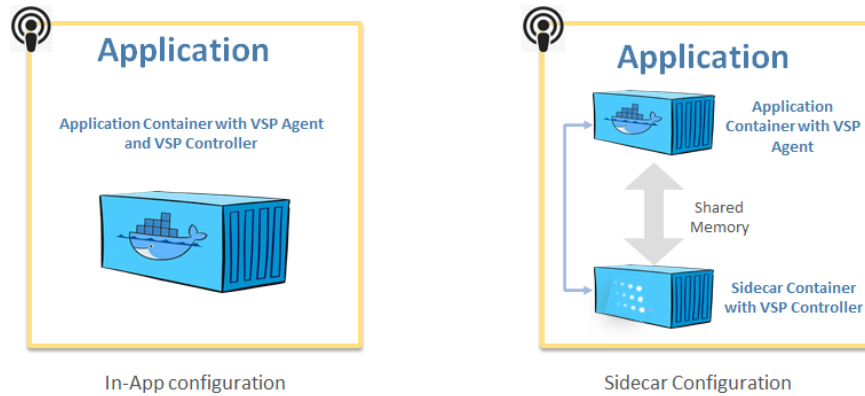 Application
Application Container with VSP Agent
and VSP Controller
In-App configuration
Application
Application
Container with VSP
Agent
Shared
Memory
Sidecar Container
with VSP Controller
Sidecar Configuration